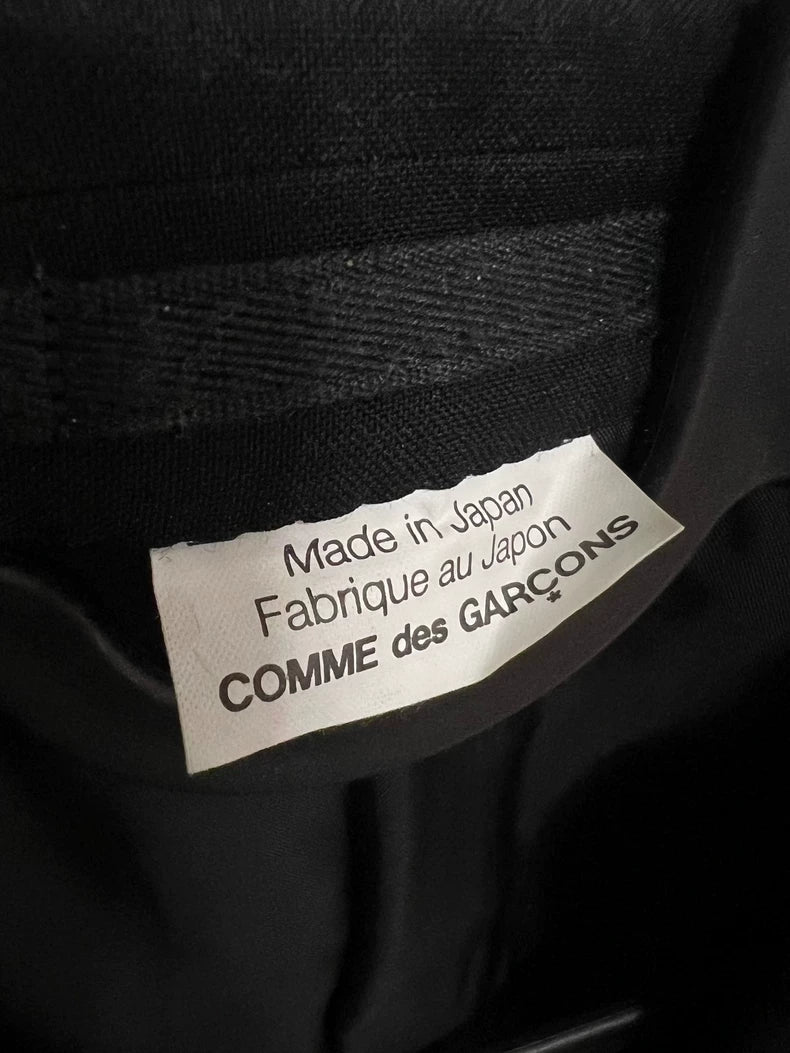 Made in Japan
Fabrique au Japon
COMME des GARÇONS